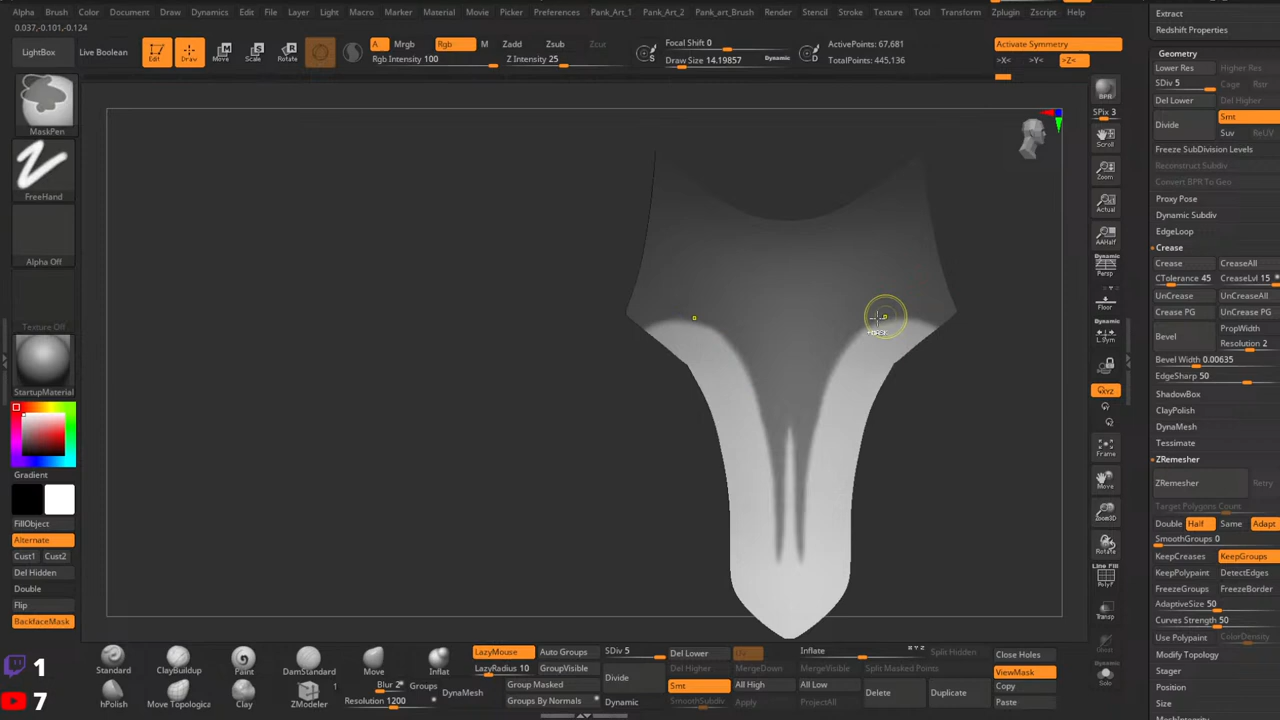 Alpha Brush Color Document Draw Dynamics Edit File Layer Light Macro Marker Material Movie Picker Preferences Pank_Art_1 Pank_Art_2 Pank_art_Brush Render Stencil Stroke Texture Tool Transform Zplugin Zscript Help
0.037,-0.101,-0.124
LightBox
Live Boolean
Edit
Draw
Move
Scale
Rotate
A
Mrgb
Rgb
M
Rgb Intensity 100
Zadd
Zsub
Zcut
Z Intensity 25
S
Focal Shift 0
Draw Size 14.19857
Dynamic
D
ActivePoints: 67,681
TotalPoints: 445,136
Activate Symmetry
>X<
>Y<
>Z<
MaskPen
FreeHand
Alpha Off
Texture Off
StartupMaterial
Gradient
FillObject
Alternate
Cust1 Cust2
Del Hidden
Double
Flip
BackfaceMask
+MASK
BPR
SPix 3
Scroll
Zoom
Actual
AAHalf
Dynamic
Persp
Floor
Dynamic
L.Sym
XYZ
Frame
Move
Zoom3D
Rotate
Line Fill
PolyF
Transp
Ghost
Dynamic
Solo
Extract
Redshift Properties
Geometry
Lower Res Higher Res
SDiv 5
Cage Rstr
Del Lower Del Higher
Divide
Smt
Suv ReUV
Freeze SubDivision Levels
Reconstruct Subdiv
Convert BPR To Geo
Proxy Pose
Dynamic Subdiv
EdgeLoop
Crease
Crease CreaseAll
CTolerance 45 CreaseLvl 15
UnCrease UnCreaseAll
Crease PG UnCrease PG
Bevel
PropWidth
Resolution 2
Bevel Width 0.00635
EdgeSharp 50
ShadowBox
ClayPolish
DynaMesh
Tessimate
ZRemesher
ZRemesher
Retry
Target Polygons Count
Double Half Same Adapt
SmoothGroups 0
KeepCreases KeepGroups
KeepPolypaint DetectEdges
FreezeGroups FreezeBorder
AdaptiveSize 50
Curves Strength 50
Use Polypaint ColorDensity
Modify Topology
Stager
Position
Size
MeshIntegrity
1
7
Standard
ClayBuildup
Paint
DamStandard
Move
Inflat
hPolish
Move Topologica
Clay
ZModeler
1
Blur 2
Groups
DynaMesh
Resolution 1200
LazyMouse
LazyRadius 10
Auto Groups
GroupVisible
Group Masked
Groups By Normals
SDiv 5
Divide
Dynamic
Del Lower
Del Higher
Smt
SmoothSubdiv
Uv
MergeDown
All High
Apply
Inflate
X Y Z
MergeVisible
All Low
ProjectAll
Split Hidden
Split Masked Points
Delete
Duplicate
Close Holes
ViewMask
Copy
Paste